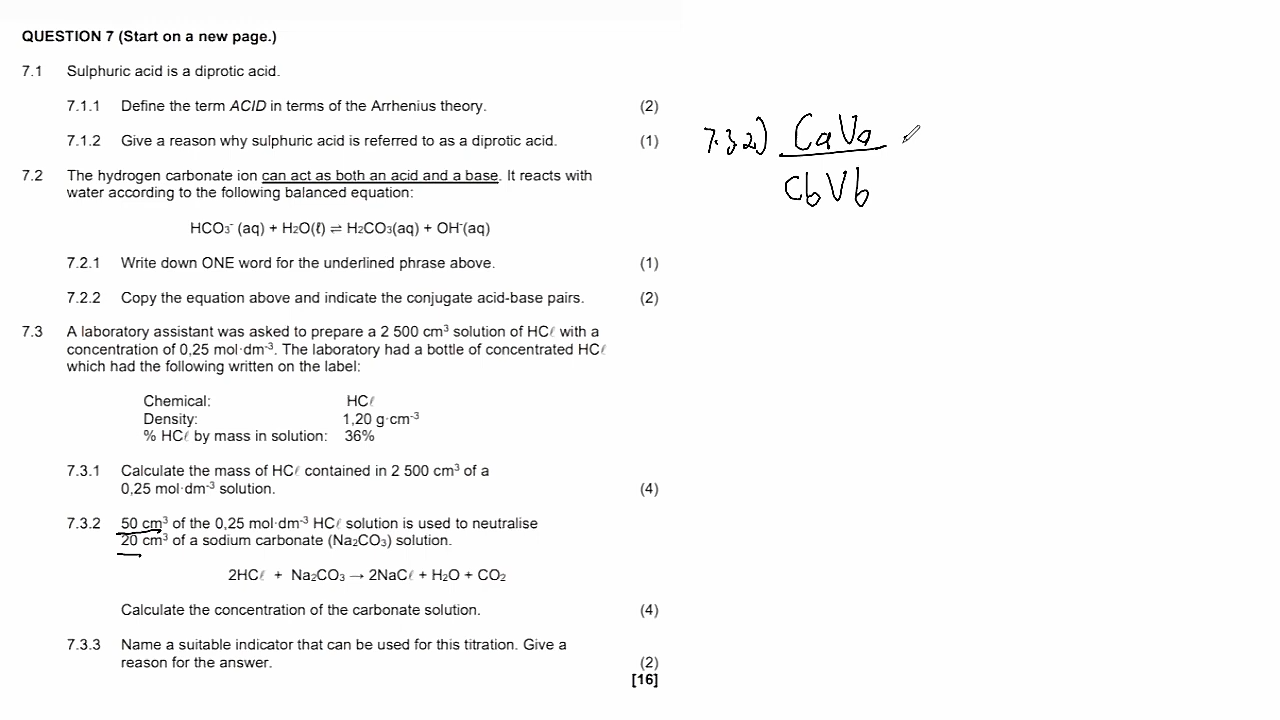 QUESTION 7 (Start on a new page.)
7.1 Sulphuric acid is a diprotic acid.
7.1.1 Define the term ACID in terms of the Arrhenius theory. (2)
7.1.2 Give a reason why sulphuric acid is referred to as a diprotic acid. (1)
7.2 The hydrogen carbonate ion can act as both an acid and a base. It reacts with
water according to the following balanced equation:
HCO₃⁻ (aq) + H₂O(ℓ) ⇌ H₂CO₃(aq) + OH⁻(aq)
7.2.1 Write down ONE word for the underlined phrase above. (1)
7.2.2 Copy the equation above and indicate the conjugate acid-base pairs. (2)
7.3 A laboratory assistant was asked to prepare a 2 500 cm³ solution of HCℓ with a
concentration of 0,25 mol·dm⁻³. The laboratory had a bottle of concentrated HCℓ
which had the following written on the label:
Chemical: HCℓ
Density: 1,20 g·cm⁻³
% HCℓ by mass in solution: 36%
7.3.1 Calculate the mass of HCℓ contained in 2 500 cm³ of a
0,25 mol·dm⁻³ solution. (4)
7.3.2 50 cm³ of the 0,25 mol·dm⁻³ HCℓ solution is used to neutralise
20 cm³ of a sodium carbonate (Na₂CO₃) solution.
2HCℓ + Na₂CO₃ → 2NaCℓ + H₂O + CO₂
Calculate the concentration of the carbonate solution. (4)
7.3.3 Name a suitable indicator that can be used for this titration. Give a
reason for the answer. (2)
[16]
7.3.2) CaVa
CbVb